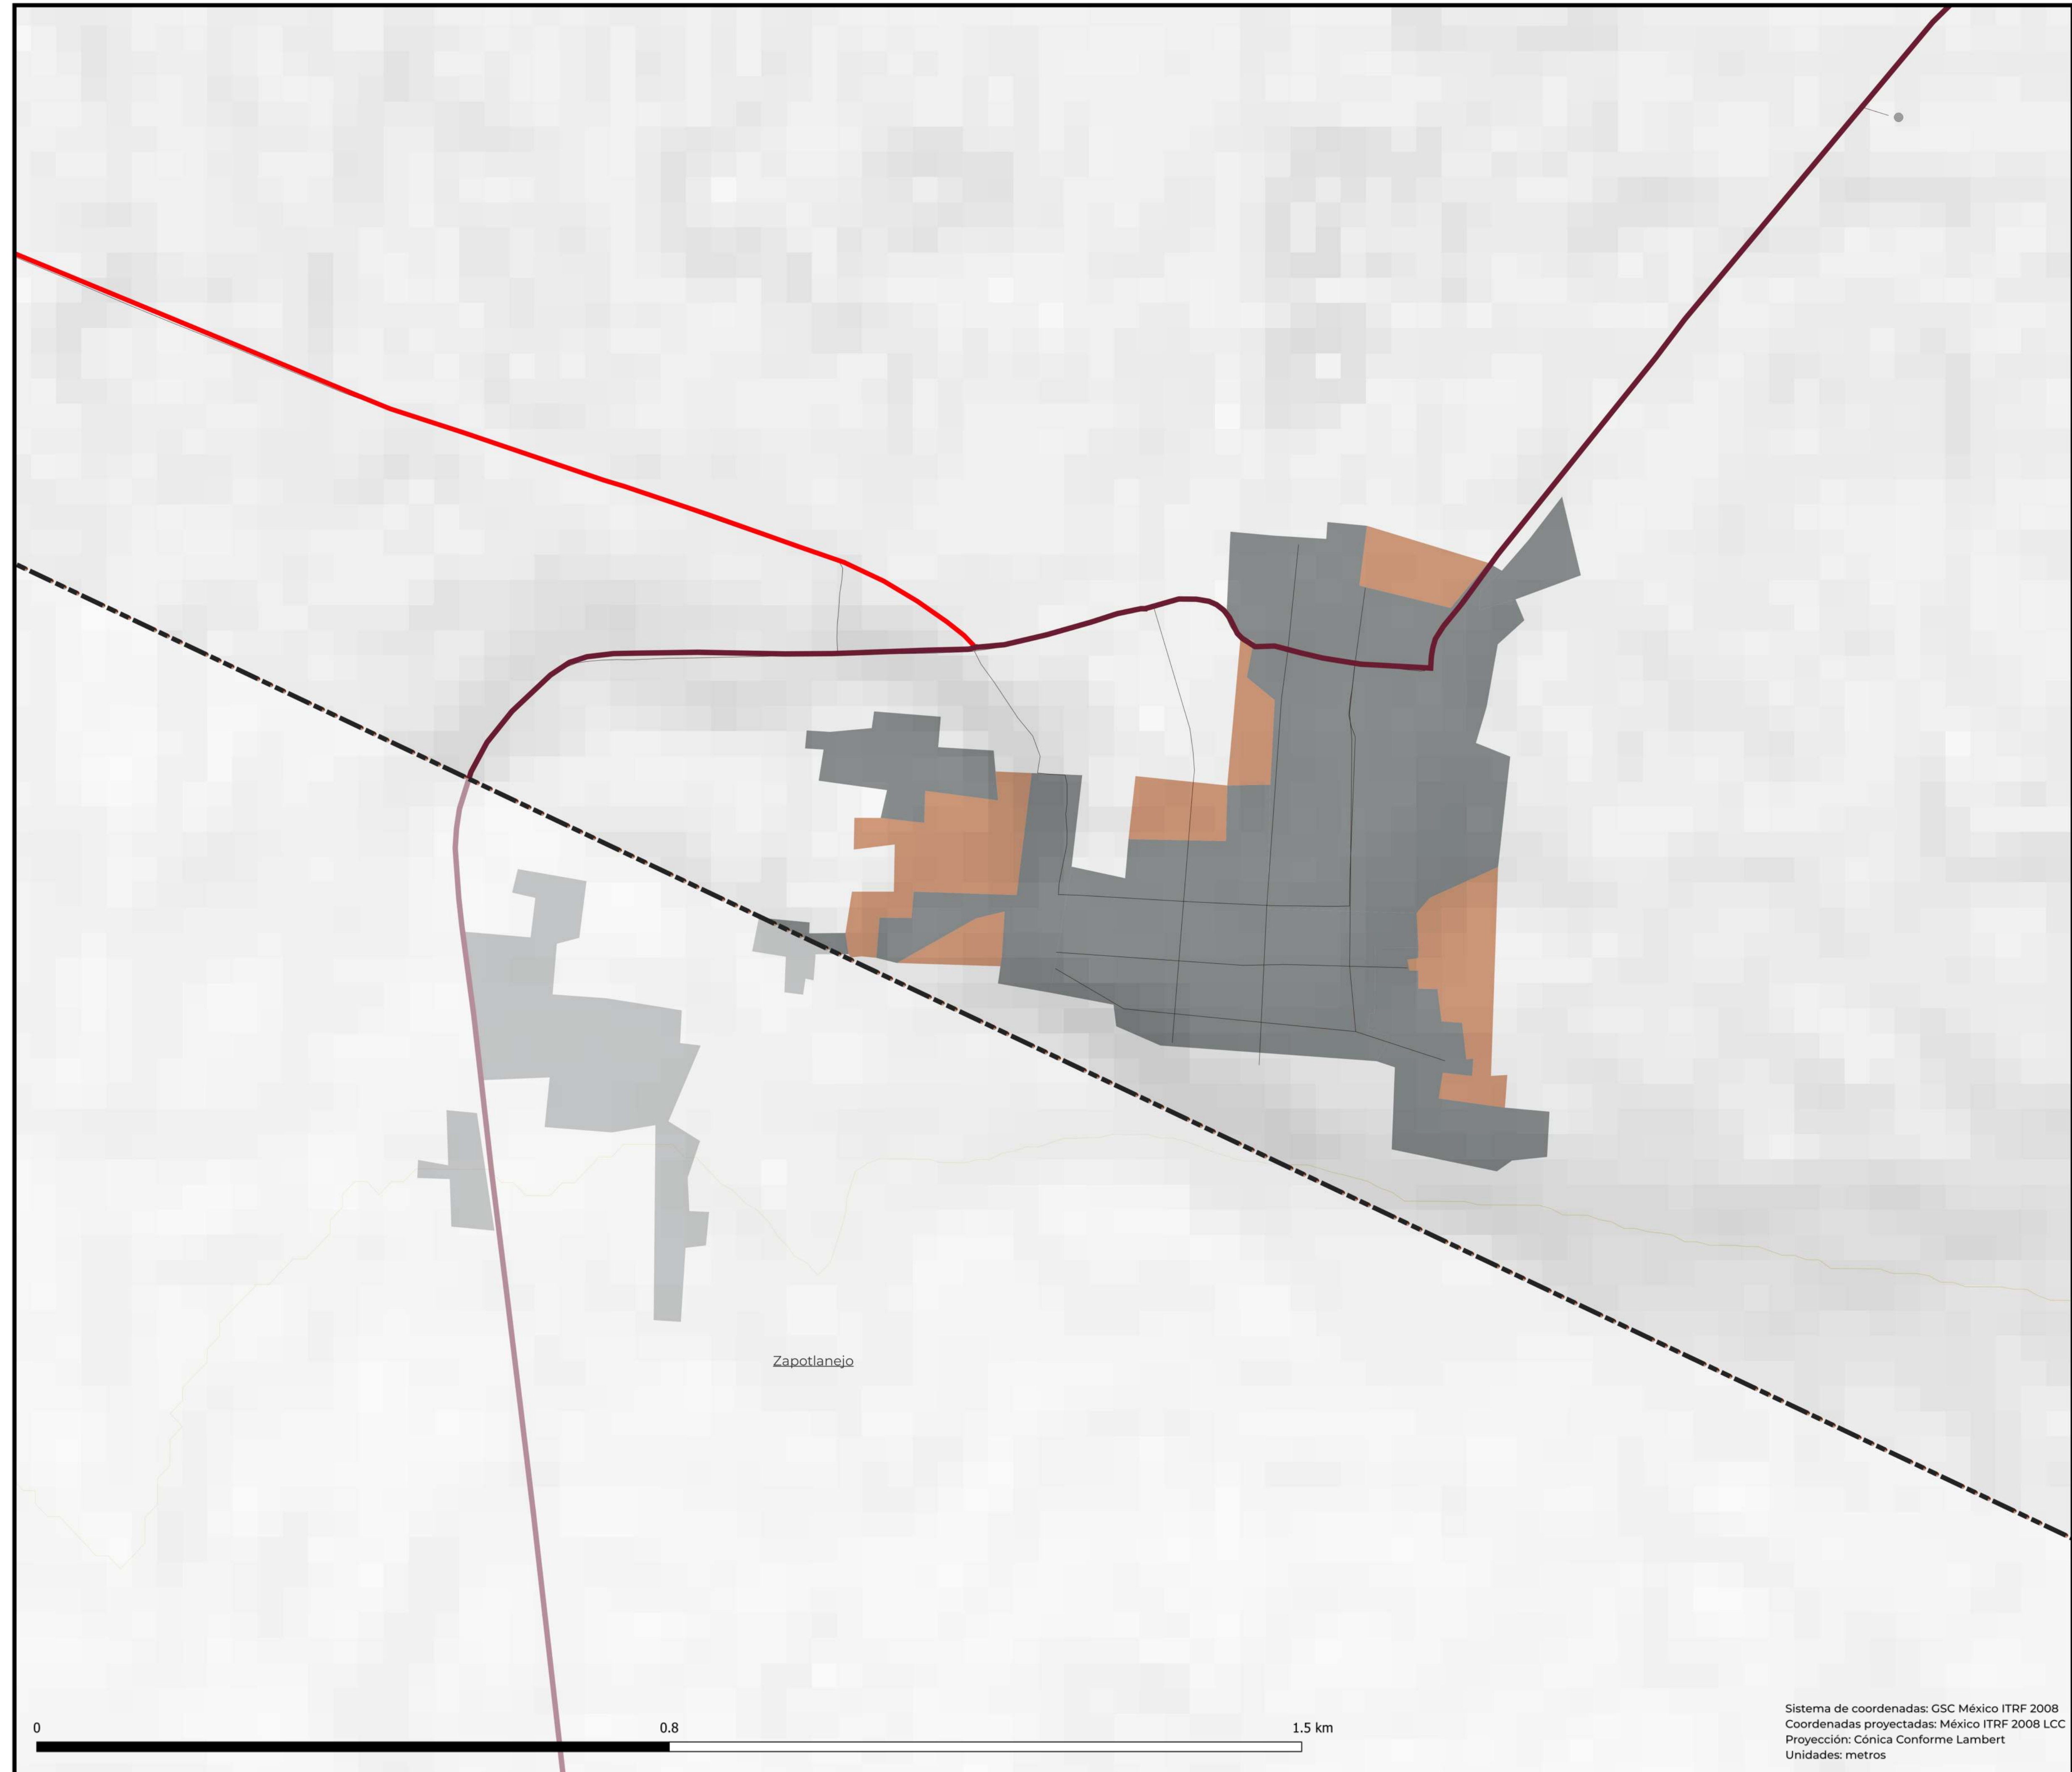 Zapotlanejo
0
0.8
1.5 km
Sistema de coordenadas: GSC México ITRF 2008
Coordenadas proyectadas: México ITRF 2008 LCC
Proyección: Cónica Conforme Lambert
Unidades: metros